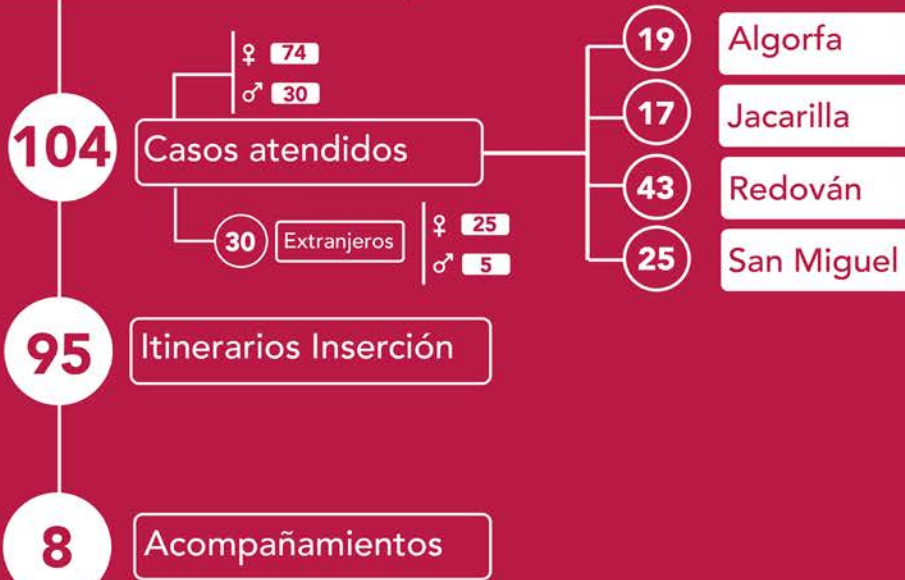 ♀ 74
♂ 30
104 Casos atendidos
30 Extranjeros
♀ 25
♂ 5
19 Algorfa
17 Jacarilla
43 Redován
25 San Miguel
95 Itinerarios Inserción
8 Acompañamientos